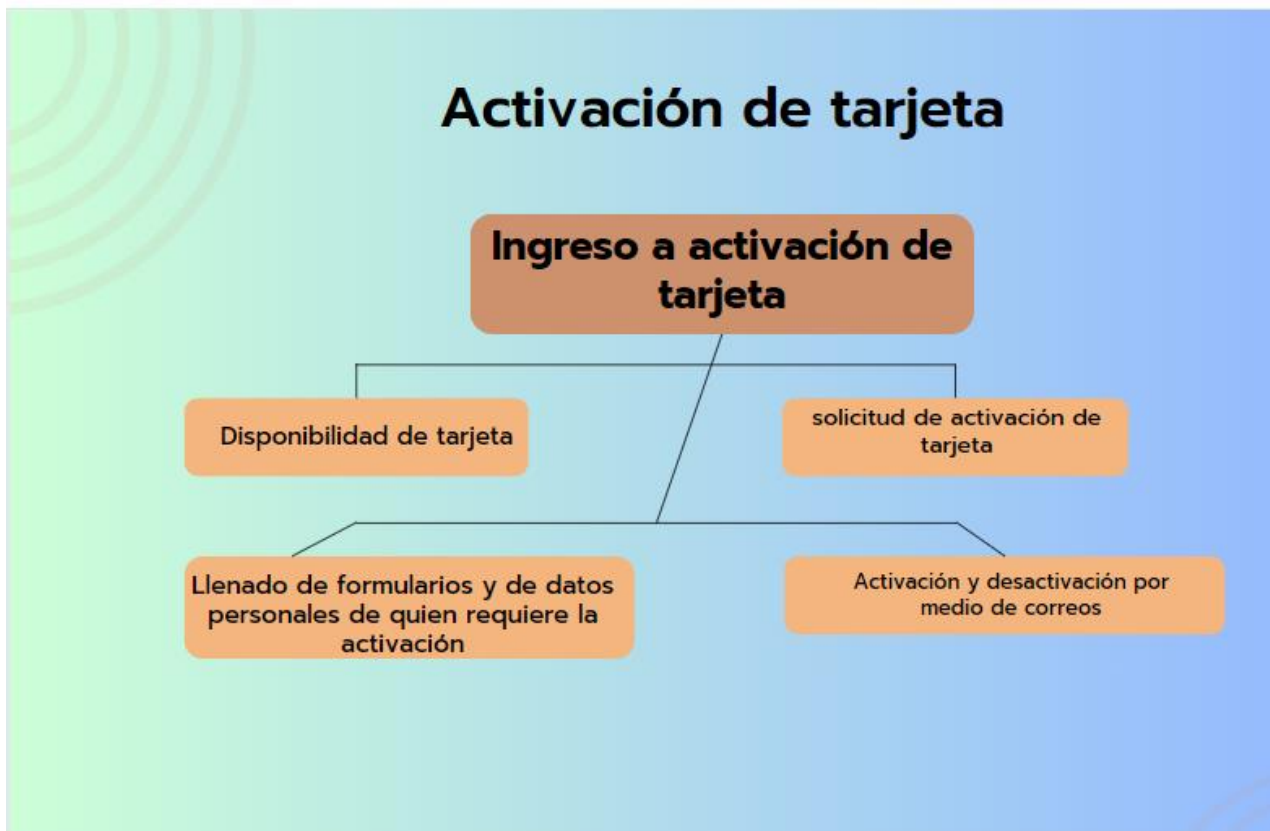 Activación de tarjeta
Ingreso a activación de
tarjeta
Disponibilidad de tarjeta
solicitud de activación de
tarjeta
Llenado de formularios y de datos
personales de quien requiere la
activación
Activación y desactivación por
medio de correos